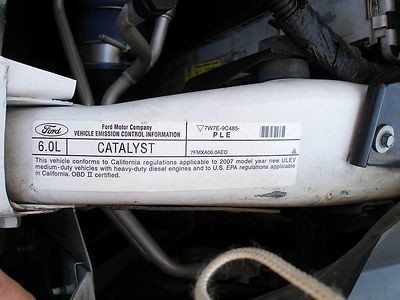 Ford
Ford Motor Company
VEHICLE EMISSION CONTROL INFORMATION
7W7E-9C485-
PLE
6.0L
CATALYST
7FMXA06.0AED
This vehicle conforms to California regulations applicable to 2007 model year new ULEV
medium-duty vehicles with heavy-duty diesel engines and to U.S. EPA regulations applicable
in California. OBD II certified.